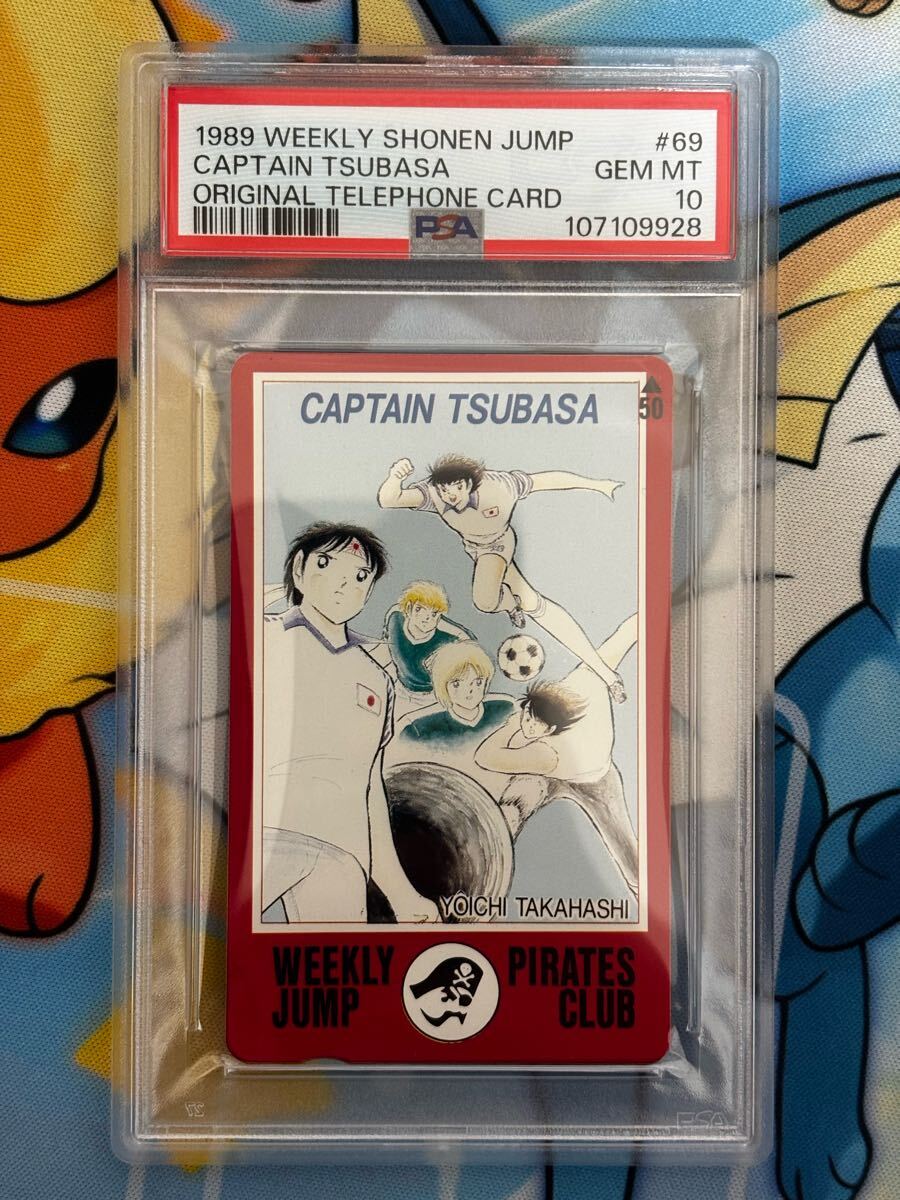 1989 WEEKLY SHONEN JUMP #69
CAPTAIN TSUBASA GEM MT
ORIGINAL TELEPHONE CARD 10
PSA 107109928
CAPTAIN TSUBASA
50
YOICHI TAKAHASHI
WEEKLY PIRATES
JUMP CLUB
PSA